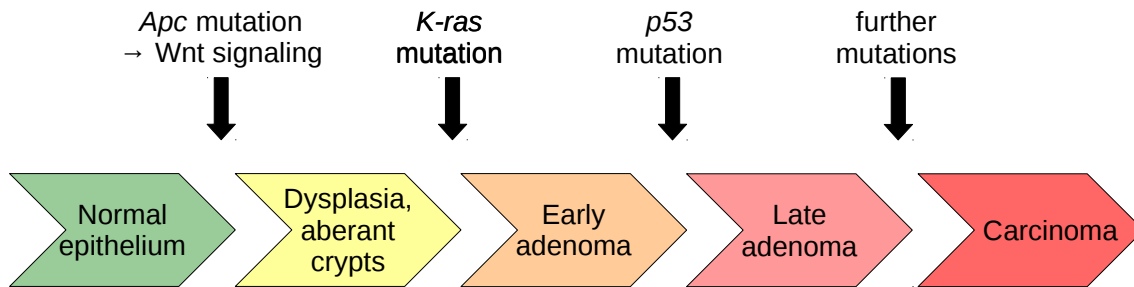 Apc mutation
→ Wnt signaling
K-ras
mutation
p53
mutation
further
mutations
Normal
epithelium
Dysplasia,
aberant
crypts
Early
adenoma
Late
adenoma
Carcinoma